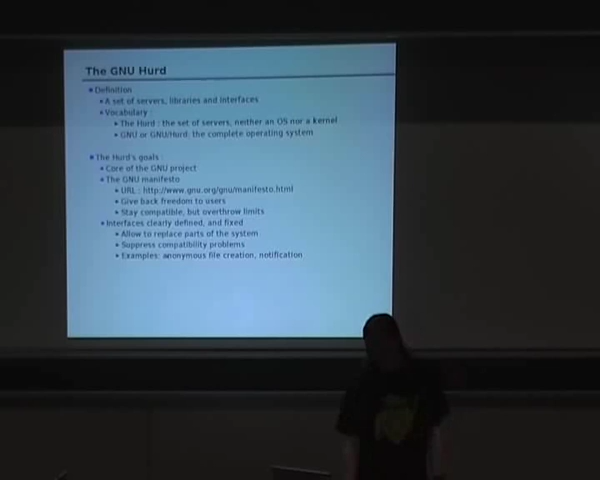 The GNU Hurd
Definition
A set of servers, libraries and interfaces
Vocabulary
The Hurd : the set of servers, neither an OS nor a kernel
GNU or GNU/Hurd: the complete operating system
The Hurd's goals :
Core of the GNU project
The GNU manifesto
URL : http://www.gnu.org/gnu/manifesto.html
Give back freedom to users
Stay compatible, but overthrow limits
Interfaces clearly defined, and fixed
Allow to replace parts of the system
Suppress compatibility problems
Examples: anonymous file creation, notification